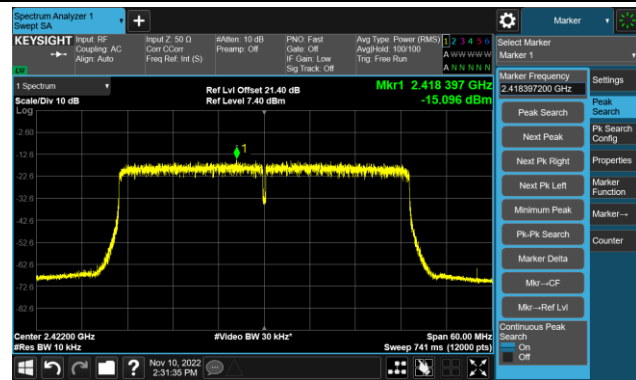 Spectrum Analyzer 1
Swept SA
+
Marker
KEYSIGHT
Input: RF
Coupling: AC
Align: Auto
Input Z: 50 Ω
Corr CCorr
Freq Ref: Int (S)
#Atten: 10 dB
Preamp: Off
PNO: Fast
Gate: Off
IF Gain: Low
Sig Track: Off
Avg Type: Power (RMS)
Avg|Hold: 100/100
Trig: Free Run
1 2 3 4 5 6
A W W W W W
A N N N N N
LW
Select Marker
Marker 1
1 Spectrum
Scale/Div 10 dB
Log
Ref Lvl Offset 21.40 dB
Ref Level 7.40 dBm
Mkr1 2.418 397 GHz
-15.096 dBm
1
-2.60
-12.6
-22.6
-32.6
-42.6
-52.6
-62.6
-72.6
-82.6
Center 2.42200 GHz
#Res BW 10 kHz
#Video BW 30 kHz*
Span 60.00 MHz
Sweep 741 ms (12000 pts)
Marker Frequency
2.418397200 GHz
Peak Search
Next Peak
Next Pk Right
Next Pk Left
Minimum Peak
Pk-Pk Search
Marker Delta
Mkr→CF
Mkr→Ref Lvl
Continuous Peak
Search
On
Off
Settings
Peak
Search
Pk Search
Config
Properties
Marker
Function
Marker→
Counter
?
Nov 10, 2022
2:31:35 PM